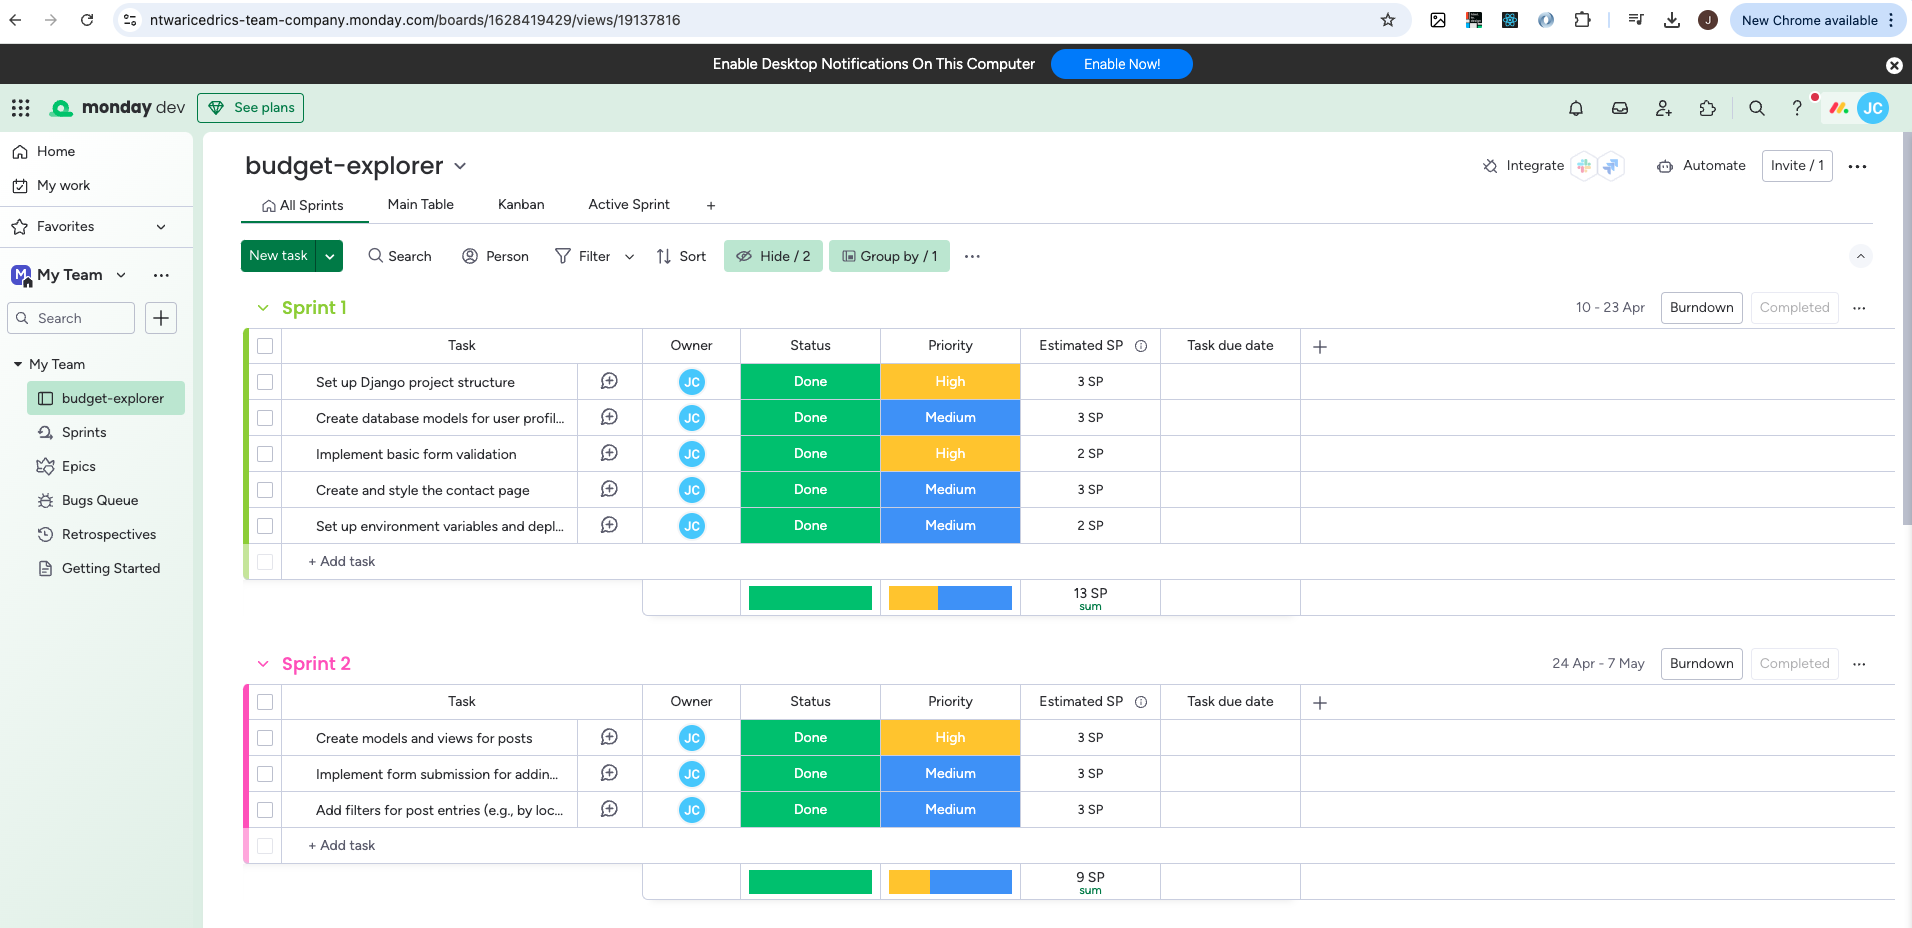 ntwaricedrics-team-company.monday.com/boards/1628419429/views/19137816
J
New Chrome available
Enable Desktop Notifications On This Computer
Enable Now!
monday dev
See plans
?
JC
Home
My work
Favorites
M My Team
Search
My Team
budget-explorer
Sprints
Epics
Bugs Queue
Retrospectives
Getting Started
budget-explorer
Integrate
Automate
Invite / 1
All Sprints
Main Table
Kanban
Active Sprint
+
New task
Search
Person
Filter
Sort
Hide / 2
Group by / 1
Sprint 1
10 - 23 Apr
Burndown
Completed
Task Owner Status Priority Estimated SP Task due date
Set up Django project structure JC Done High 3 SP
Create database models for user profil... JC Done Medium 3 SP
Implement basic form validation JC Done High 2 SP
Create and style the contact page JC Done Medium 3 SP
Set up environment variables and depl... JC Done Medium 2 SP
+ Add task
13 SP
sum
Sprint 2
24 Apr - 7 May
Burndown
Completed
Task Owner Status Priority Estimated SP Task due date
Create models and views for posts JC Done High 3 SP
Implement form submission for addin... JC Done Medium 3 SP
Add filters for post entries (e.g., by loc... JC Done Medium 3 SP
+ Add task
9 SP
sum